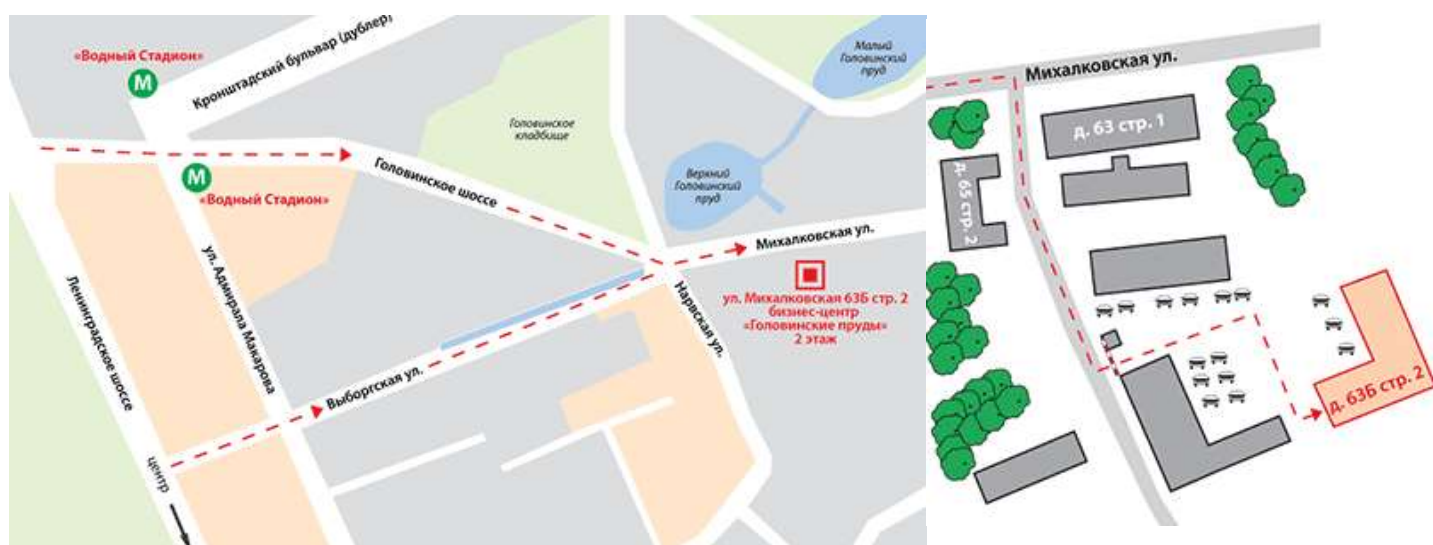 «Водный Стадион»
М
Кронштадский бульвар (дублер)
Малый
Головинский
пруд
Головинское
кладбище
М
«Водный Стадион»
Головинское шоссе
Верхний
Головинский
пруд
Михалковская ул.
ул. Михалковская 63Б стр. 2
бизнес-центр
«Головинские пруды»
2 этаж
Ленинградское шоссе
ул. Адмирала Макарова
Нарвская ул.
Выборгская ул.
центр
Михалковская ул.
д. 63 стр. 1
д. 65 стр. 2
д. 63Б стр. 2